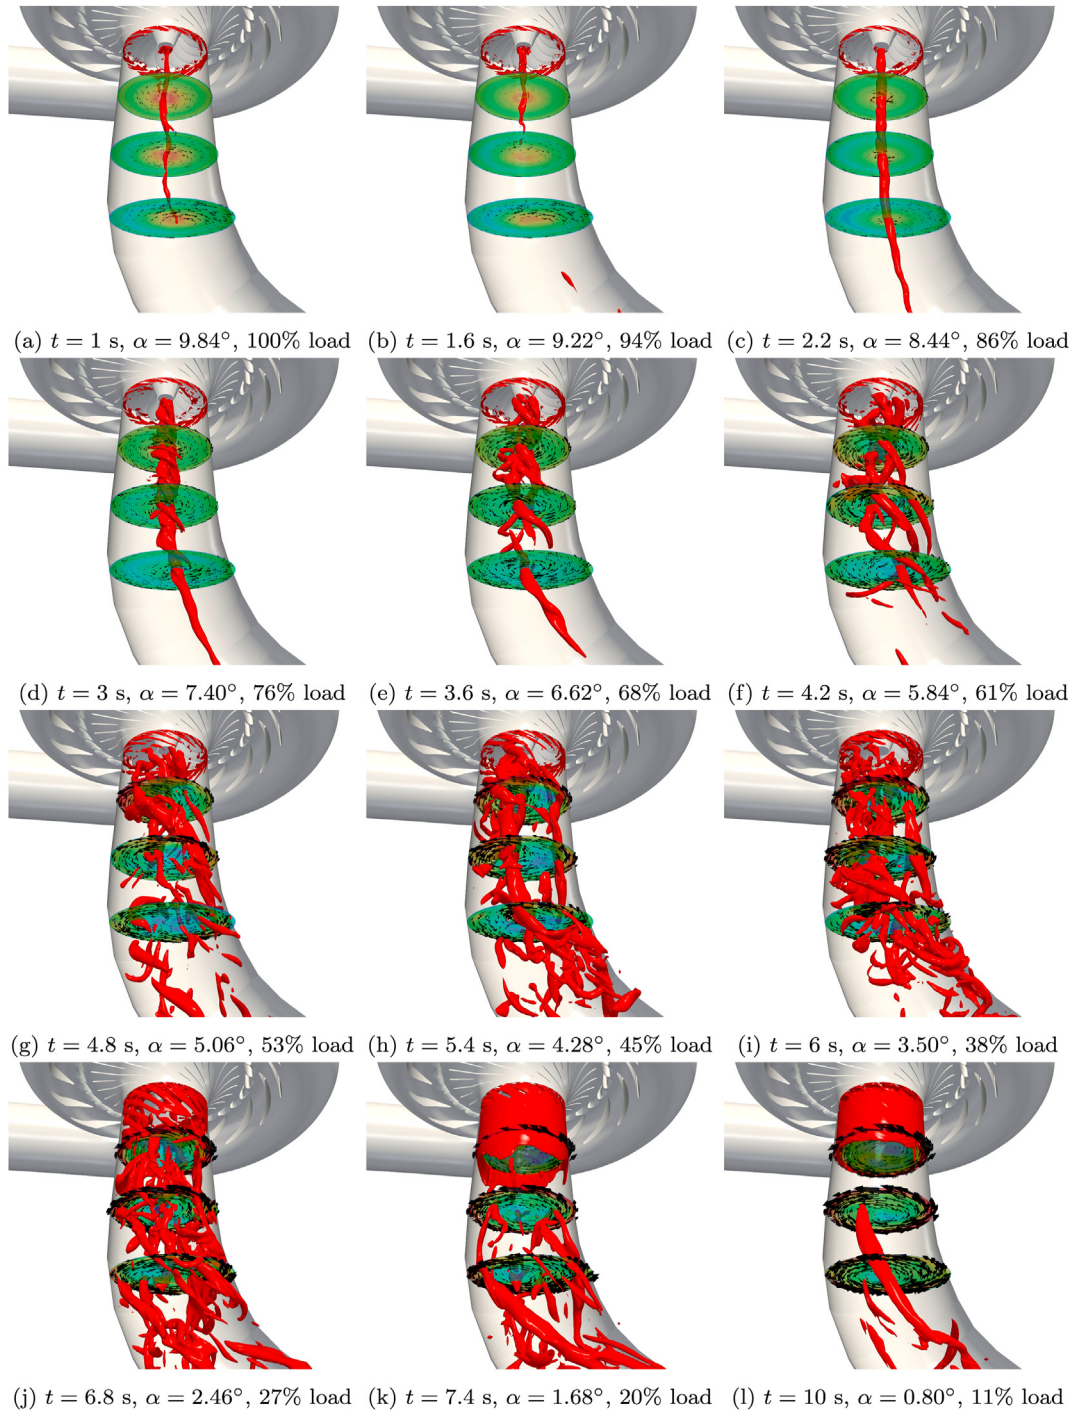 (a) t = 1 s, α = 9.84°, 100% load
(b) t = 1.6 s, α = 9.22°, 94% load
(c) t = 2.2 s, α = 8.44°, 86% load
(d) t = 3 s, α = 7.40°, 76% load
(e) t = 3.6 s, α = 6.62°, 68% load
(f) t = 4.2 s, α = 5.84°, 61% load
(g) t = 4.8 s, α = 5.06°, 53% load
(h) t = 5.4 s, α = 4.28°, 45% load
(i) t = 6 s, α = 3.50°, 38% load
(j) t = 6.8 s, α = 2.46°, 27% load
(k) t = 7.4 s, α = 1.68°, 20% load
(l) t = 10 s, α = 0.80°, 11% load